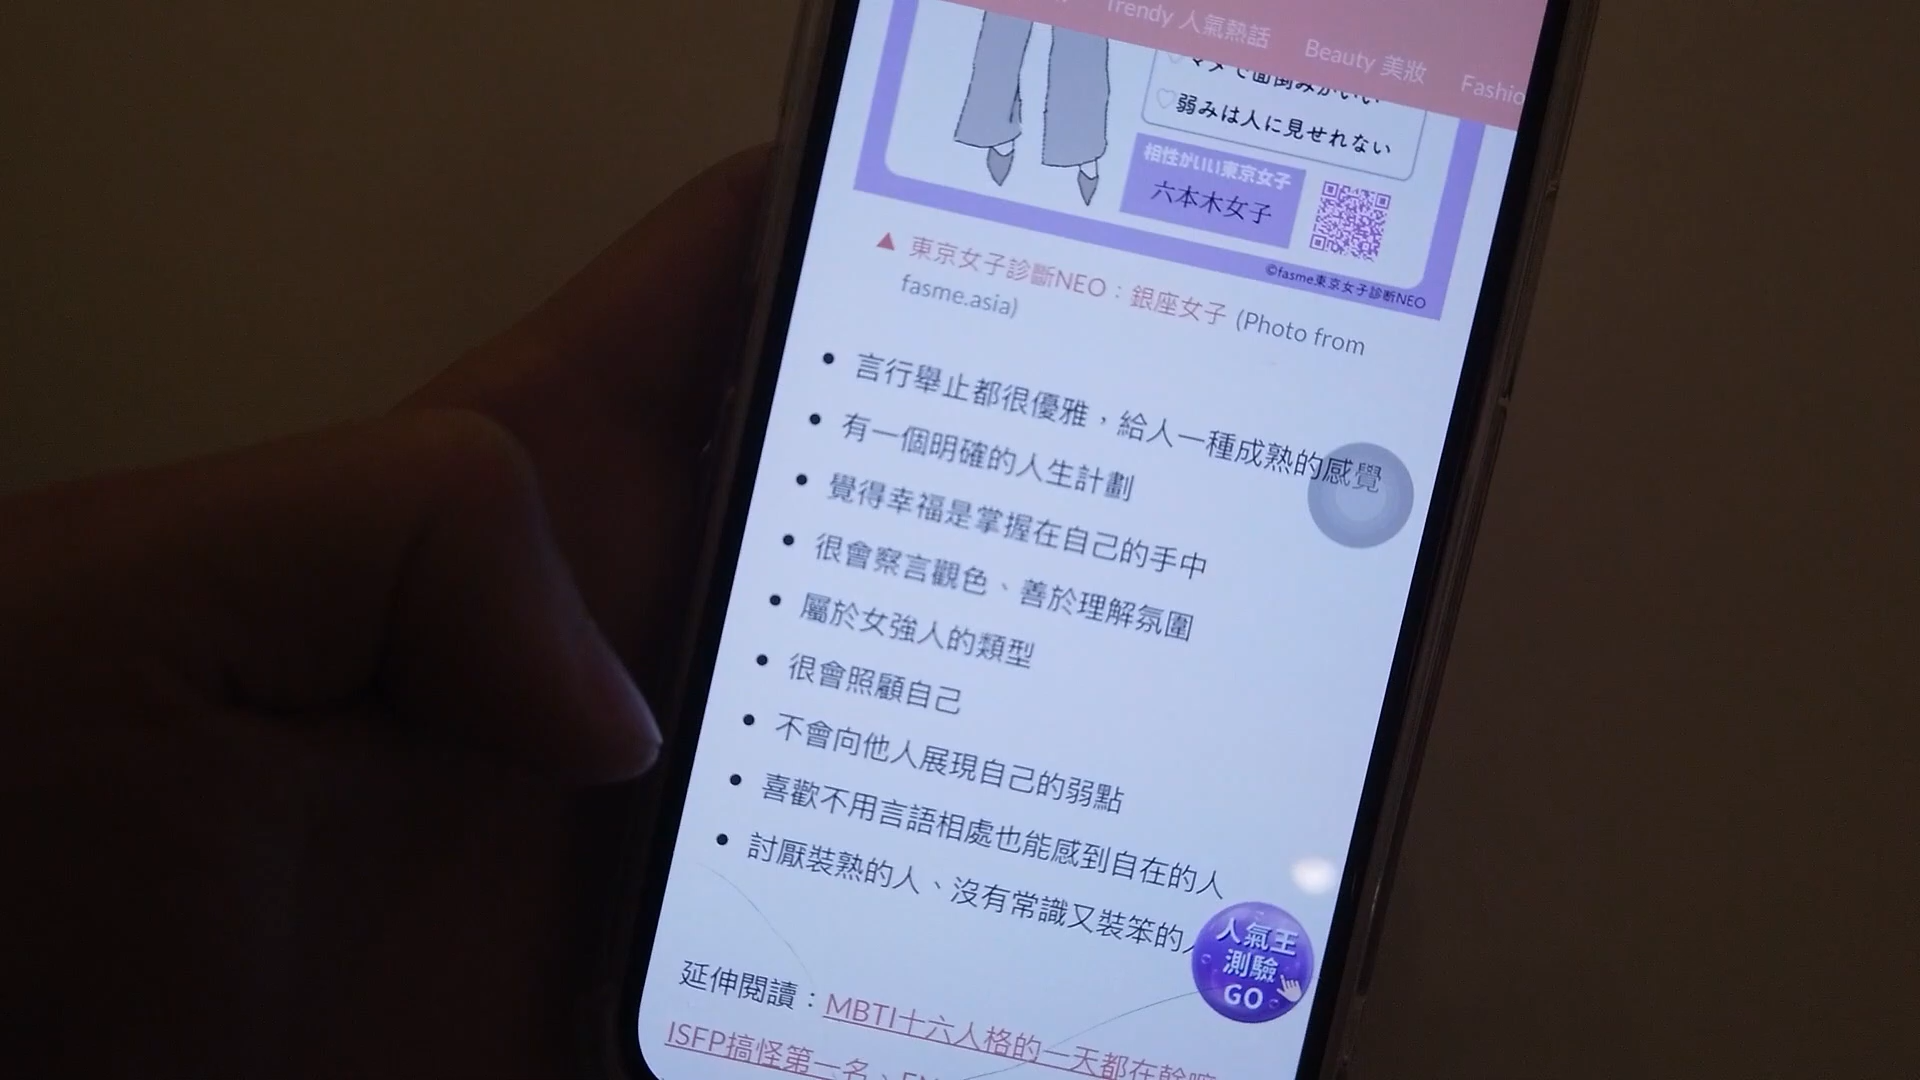 Trendy 人氣熱話
Beauty 美妝
Fashio
マメで面倒みがいい
弱みは人に見せれない
相性がいい東京女子
六本木女子
©fasme東京女子診断NEO
▲ 東京女子診斷NEO：銀座女子 (Photo from
fasme.asia)
• 言行舉止都很優雅，給人一種成熟的感覺
• 有一個明確的人生計劃
• 覺得幸福是掌握在自己的手中
• 很會察言觀色、善於理解氛圍
• 屬於女強人的類型
• 很會照顧自己
• 不會向他人展現自己的弱點
• 喜歡不用言語相處也能感到自在的人
• 討厭裝熟的人、沒有常識又裝笨的
人氣王
測驗
GO
延伸閱讀：MBTI十六人格的一天都在幹
ISFP搞怪第一名、